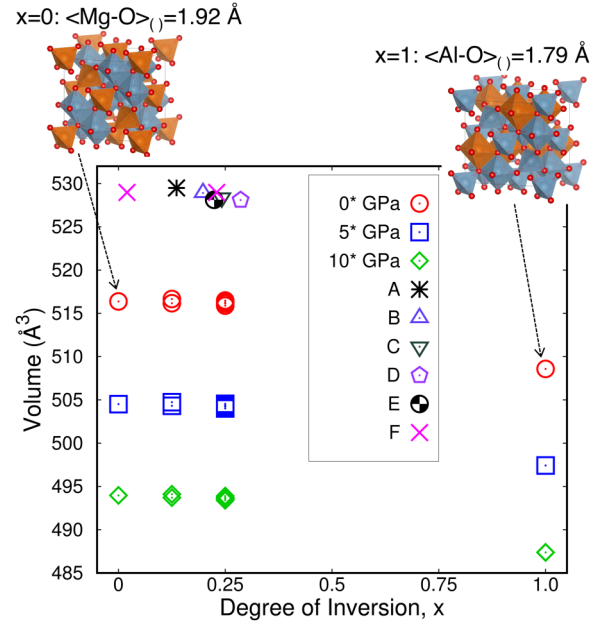 x=0: <Mg-O>₍₎=1.92 Å
x=1: <Al-O>₍₎=1.79 Å
530
525
520
515
510
505
500
495
490
485
Volume (Å³)
0* GPa
5* GPa
10* GPa
A
B
C
D
E
F
0
0.25
0.5
0.75
1.0
Degree of Inversion, x